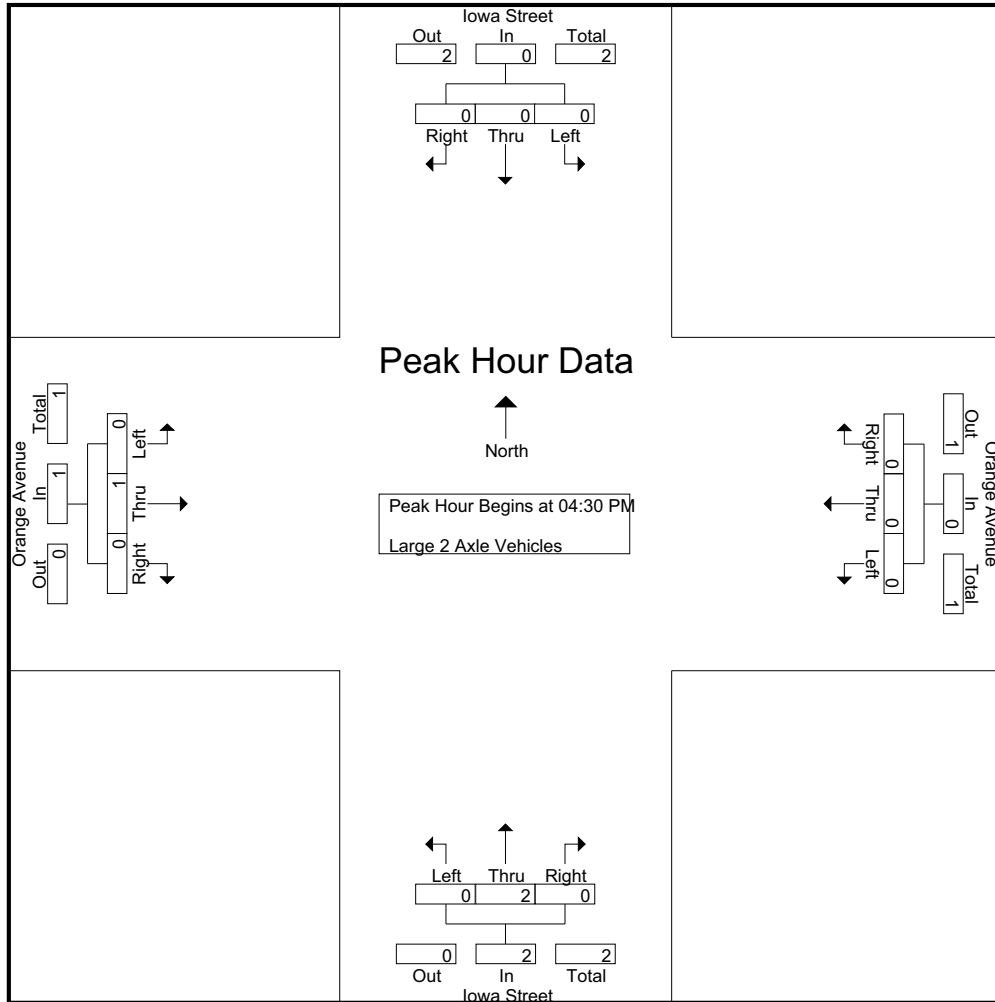 Iowa Street
Out In Total
2 0 2
0 0 0
Right Thru Left
Peak Hour Data
North
Peak Hour Begins at 04:30 PM
Large 2 Axle Vehicles
Orange Avenue
Total In Out
1 1 0
0 1 0
Left Thru Right
Orange Avenue
Out In Total
1 0 1
0 0 0
Right Thru Left
Left Thru Right
0 2 0
0 2 2
Out In Total
Iowa Street